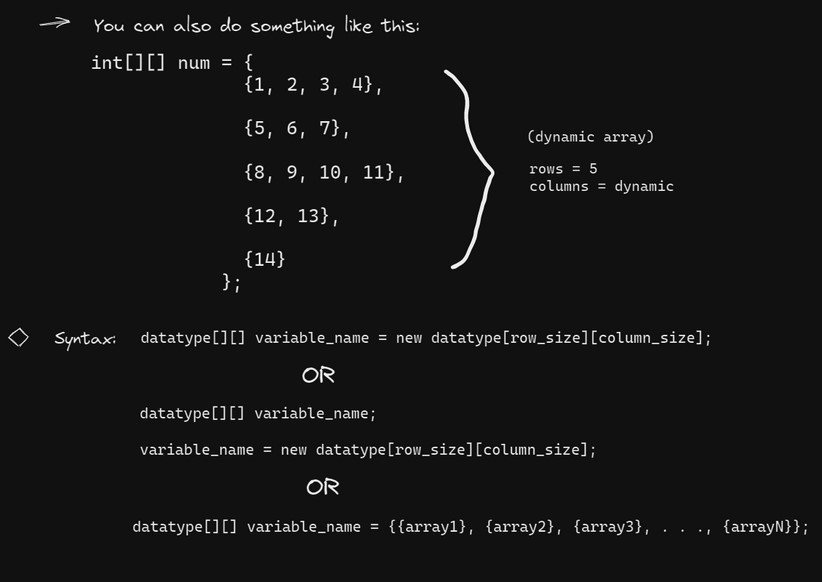 You can also do something like this:
int[][] num = {
{1, 2, 3, 4},
{5, 6, 7},
{8, 9, 10, 11},
{12, 13},
{14}
};
(dynamic array)
rows = 5
columns = dynamic
Syntax: datatype[][] variable_name = new datatype[row_size][column_size];
OR
datatype[][] variable_name;
variable_name = new datatype[row_size][column_size];
OR
datatype[][] variable_name = {{array1}, {array2}, {array3}, . . ., {arrayN}};